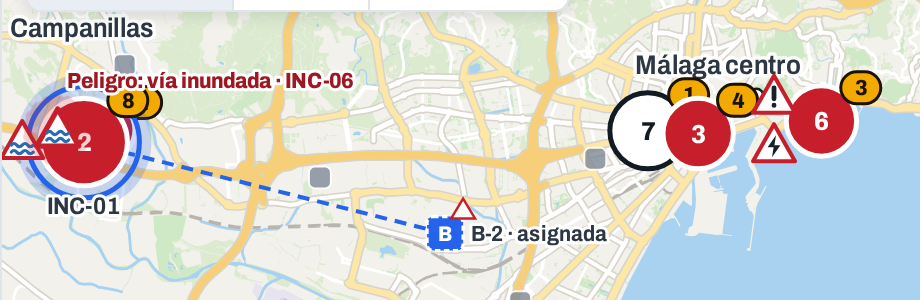 Campanillas
Peligro: vía inundada · INC-06
8
2
INC-01
B
B-2 · asignada
Málaga centro
7
1
3
4
!
6
3